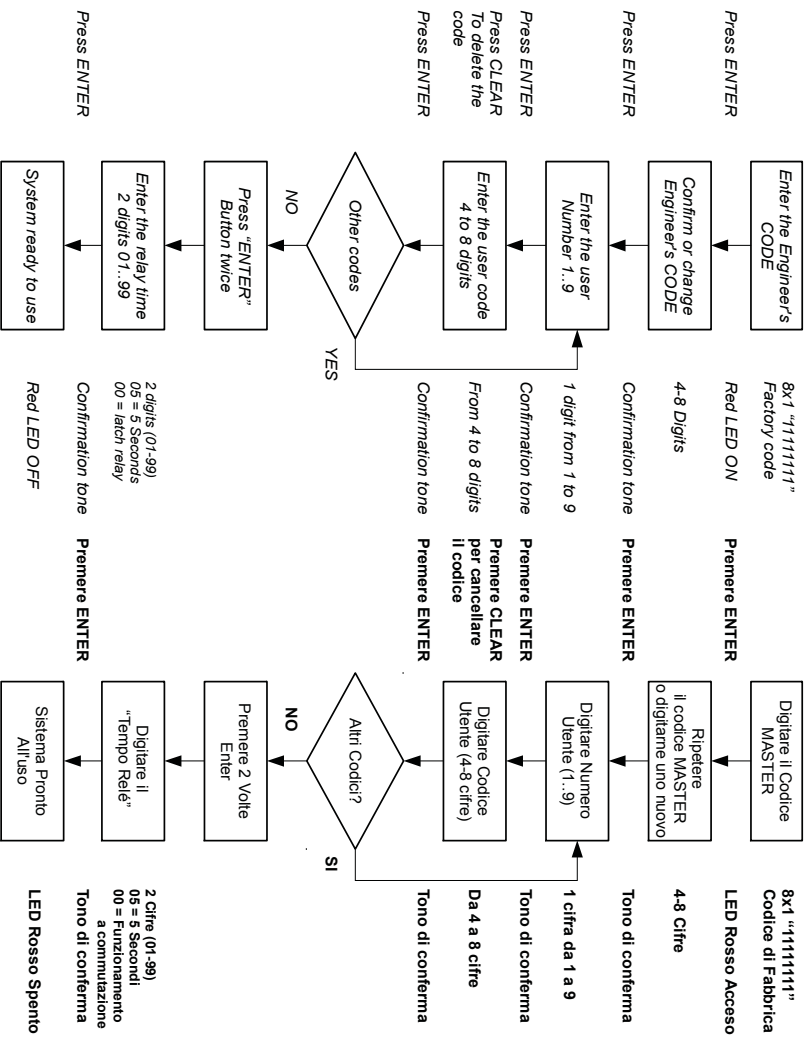 Enter the Engineer's
CODE
8x1 "11111111"
Factory code
Press ENTER
Red LED ON
Confirm or change
Engineer's CODE
4-8 Digits
Press ENTER
Confirmation tone
Enter the user
Number 1..9
1 digit from 1 to 9
Press ENTER
Confirmation tone
Press CLEAR
To delete the
code
Enter the user code
4 to 8 digits
From 4 to 8 digits
Press ENTER
Confirmation tone
Other codes
YES
NO
Press "ENTER"
Button twice
Enter the relay time
2 digits 01..99
2 digits (01-99)
05 = 5 Seconds
00 = latch relay
Press ENTER
Confirmation tone
System ready to use
Red LED OFF
Digitare il Codice
MASTER
8x1 "11111111"
Codice di Fabbrica
Premere ENTER
LED Rosso Acceso
Ripetere
il codice MASTER
o digitarne uno nuovo
4-8 Cifre
Premere ENTER
Tono di conferma
Digitare Numero
Utente (1..9)
1 cifra da 1 a 9
Premere ENTER
Tono di conferma
Premere CLEAR
per cancellare
il codice
Digitare Codice
Utente (4-8 cifre)
Da 4 a 8 cifre
Premere ENTER
Tono di conferma
Altri Codici?
SI
NO
Premere 2 Volte
Enter
Digitare il
"Tempo Relé"
2 Cifre (01-99)
05 = 5 Secondi
00 = Funzionamento
a commutazione
Premere ENTER
Tono di conferma
Sistema Pronto
All'uso
LED Rosso Spento